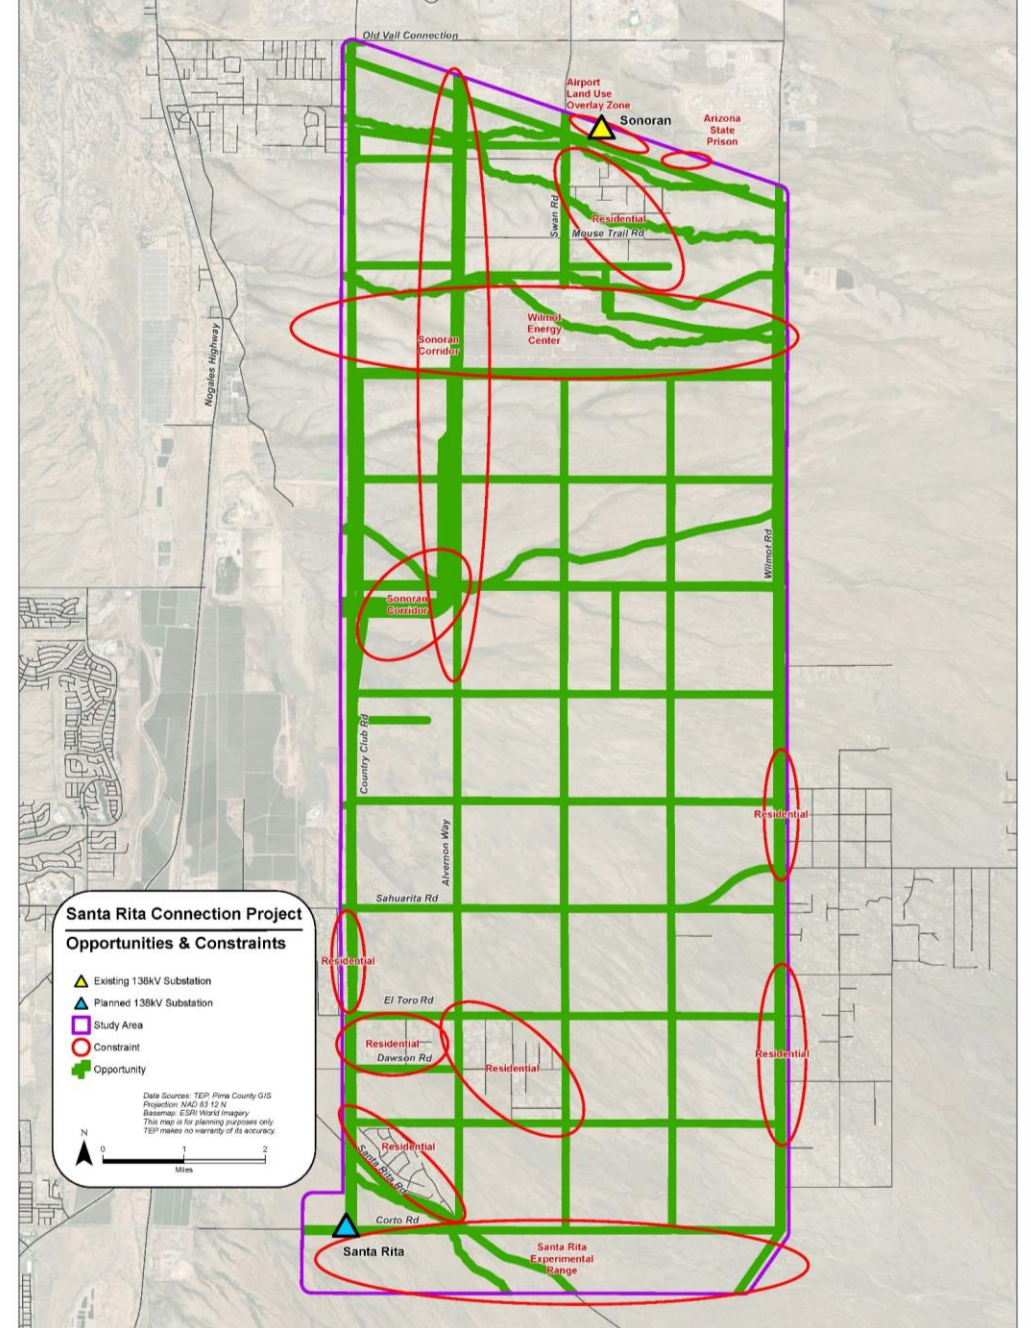 Old Vail Connection
Airport
Land Use
Overlay Zone
Sonoran
Arizona
State
Prison
Swan Rd
Residential
Mouse Trail Rd
Nogales Highway
Sonoran
Corridor
Wilmot
Energy
Center
Wilmot Rd
Sonoran
Corridor
Country Club Rd
Alvernon Way
Residential
Sahuarita Rd
Residential
El Toro Rd
Residential
Dawson Rd
Residential
Residential
Residential
Santa Rita Rd
Corto Rd
Santa Rita
Santa Rita
Experimental
Range
Santa Rita Connection Project
Opportunities & Constraints
Existing 138kV Substation
Planned 138kV Substation
Study Area
Constraint
Opportunity
Data Sources: TEP, Pima County GIS
Projection: NAD 83 12 N
Basemap: ESRI World Imagery
This map is for planning purposes only.
TEP makes no warranty of its accuracy.
N
0 1 2
Miles